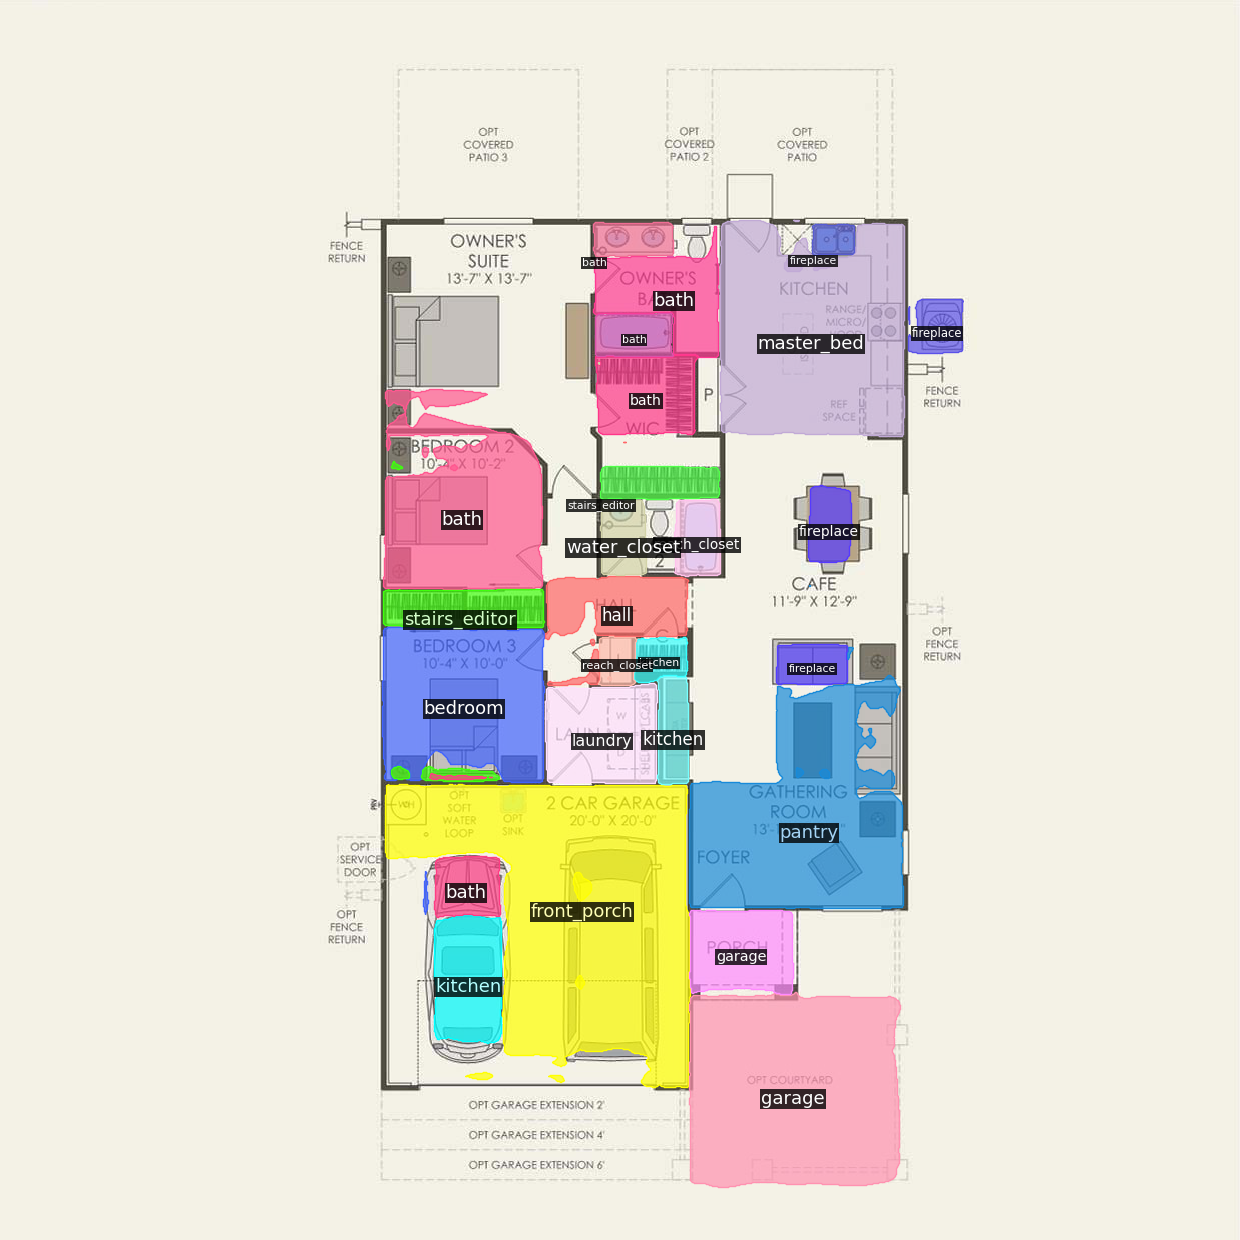 OPT
COVERED
PATIO 3
OPT
COVERED
PATIO 2
OPT
COVERED
PATIO
FENCE
RETURN
OWNER'S
SUITE
13'-7" X 13'-7"
bath
OWNER'S
bath
bath
fireplace
KITCHEN
RANGE/
MICRO/
master_bed
fireplace
FENCE
RETURN
REF
SPACE
P
bath
WIC
BEDROOM 2
10'-4" X 10'-2"
bath
stairs_editor
water_closet
h_closet
2
fireplace
CAFE
11'-9" X 12'-9"
OPT
FENCE
RETURN
stairs_editor
HALL
hall
C
BEDROOM 3
10'-4" X 10'-0"
bedroom
reach_closet
chen
fireplace
W
laundry
kitchen
GATHERING
ROOM
13'-
pantry
FOYER
PRV
WH
OPT
SOFT
WATER
LOOP
OPT
SINK
2 CAR GARAGE
20'-0" X 20'-0"
OPT
SERVICE
DOOR
OPT
FENCE
RETURN
bath
front_porch
kitchen
PORCH
garage
OPT COURTYARD
garage
OPT GARAGE EXTENSION 2'
OPT GARAGE EXTENSION 4'
OPT GARAGE EXTENSION 6'